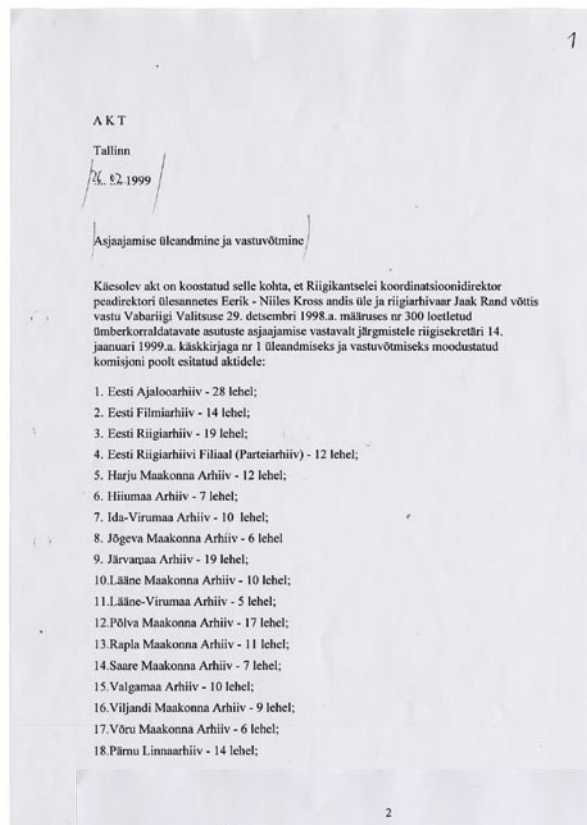 1
A K T
Tallinn
26. 02.1999
Asjaajamise üleandmine ja vastuvõtmine
Käesolev akt on koostatud selle kohta, et Riigikantselei koordinatsioonidirektor
peadirektori ülesannetes Eerik - Niiles Kross andis üle ja riigiarhivaar Jaak Rand võttis
vastu Vabariigi Valitsuse 29. detsembri 1998.a. määruses nr 300 loetletud
ümberkorraldatavate asutuste asjaajamise vastavalt järgmistele riigisekretäri 14.
jaanuari 1999.a. käskkirjaga nr 1 üleandmiseks ja vastuvõtmiseks moodustatud
komisjoni poolt esitatud aktidele:
1. Eesti Ajalooarhiiv - 28 lehel;
2. Eesti Filmiarhiiv - 14 lehel;
3. Eesti Riigiarhiiv - 19 lehel;
4. Eesti Riigiarhiivi Filiaal (Parteiarhiiv) - 12 lehel;
5. Harju Maakonna Arhiiv - 12 lehel;
6. Hiiumaa Arhiiv - 7 lehel;
7. Ida-Virumaa Arhiiv - 10 lehel;
8. Jõgeva Maakonna Arhiiv - 6 lehel
9. Järvamaa Arhiiv - 19 lehel;
10.Lääne Maakonna Arhiiv - 10 lehel;
11.Lääne-Virumaa Arhiiv - 5 lehel;
12.Põlva Maakonna Arhiiv - 17 lehel;
13.Rapla Maakonna Arhiiv - 11 lehel;
14.Saare Maakonna Arhiiv - 7 lehel;
15.Valgamaa Arhiiv - 10 lehel;
16.Viljandi Maakonna Arhiiv - 9 lehel;
17.Võru Maakonna Arhiiv - 6 lehel;
18.Pärnu Linnaarhiiv - 14 lehel;
2